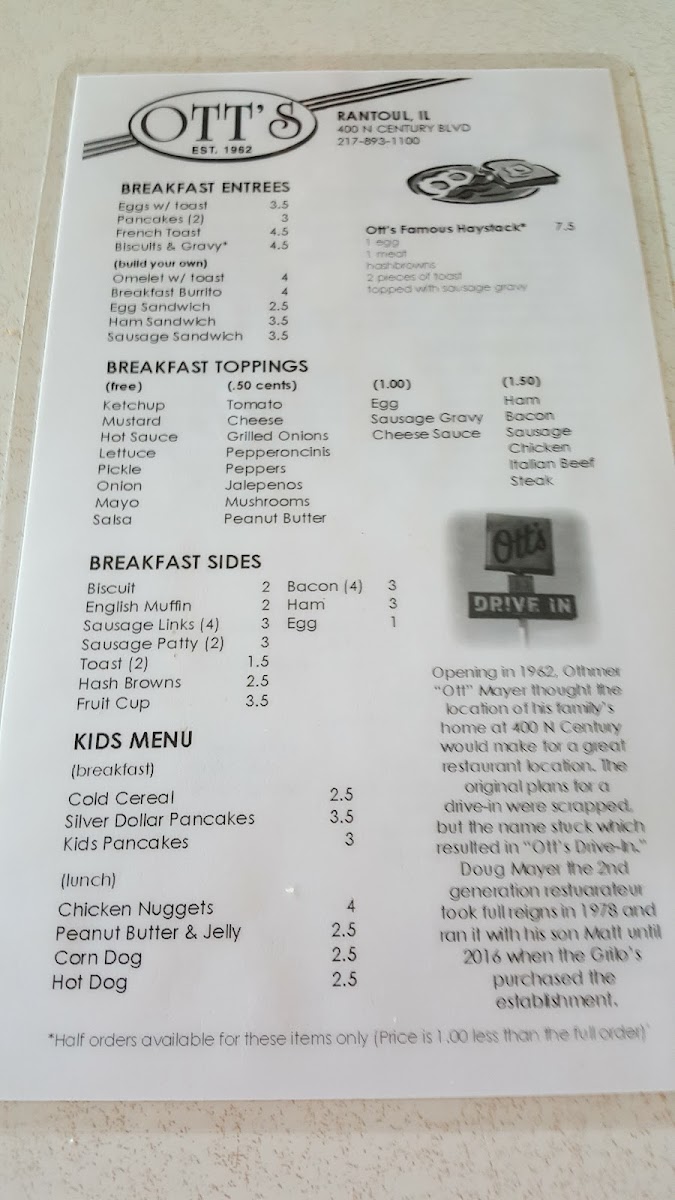 OTT'S
EST. 1962
RANTOUL, IL
400 N CENTURY BLVD
217-893-1100
BREAKFAST ENTREES
Eggs w/ toast 3.5
Pancakes (2) 3
French Toast 4.5
Biscuits & Gravy* 4.5
(build your own)
Omelet w/ toast 4
Breakfast Burrito 4
Egg Sandwich 2.5
Ham Sandwich 3.5
Sausage Sandwich 3.5
Ott's Famous Haystack* 7.5
1 egg
1 meat
hashbrowns
2 pieces of toast
topped with sausage gravy
BREAKFAST TOPPINGS
(free)
Ketchup
Mustard
Hot Sauce
Lettuce
Pickle
Onion
Mayo
Salsa
(.50 cents)
Tomato
Cheese
Grilled Onions
Pepperoncinis
Peppers
Jalepenos
Mushrooms
Peanut Butter
(1.00)
Egg
Sausage Gravy
Cheese Sauce
(1.50)
Ham
Bacon
Sausage
Chicken
Italian Beef
Steak
BREAKFAST SIDES
Biscuit 2
English Muffin 2
Sausage Links (4) 3
Sausage Patty (2) 3
Toast (2) 1.5
Hash Browns 2.5
Fruit Cup 3.5
Bacon (4) 3
Ham 3
Egg 1
KIDS MENU
(breakfast)
Cold Cereal 2.5
Silver Dollar Pancakes 3.5
Kids Pancakes 3
(lunch)
Chicken Nuggets 4
Peanut Butter & Jelly 2.5
Corn Dog 2.5
Hot Dog 2.5
Ott's
DRIVE IN
Opening in 1962, Othmer
"Ott" Mayer thought the
location of his family's
home at 400 N Century
would make for a great
restaurant location. The
original plans for a
drive-in were scrapped,
but the name stuck which
resulted in "Ott's Drive-In."
Doug Mayer the 2nd
generation restuarateur
took full reigns in 1978 and
ran it with his son Matt until
2016 when the Grilo's
purchased the
establishment.
*Half orders available for these items only (Price is 1.00 less than the full order)